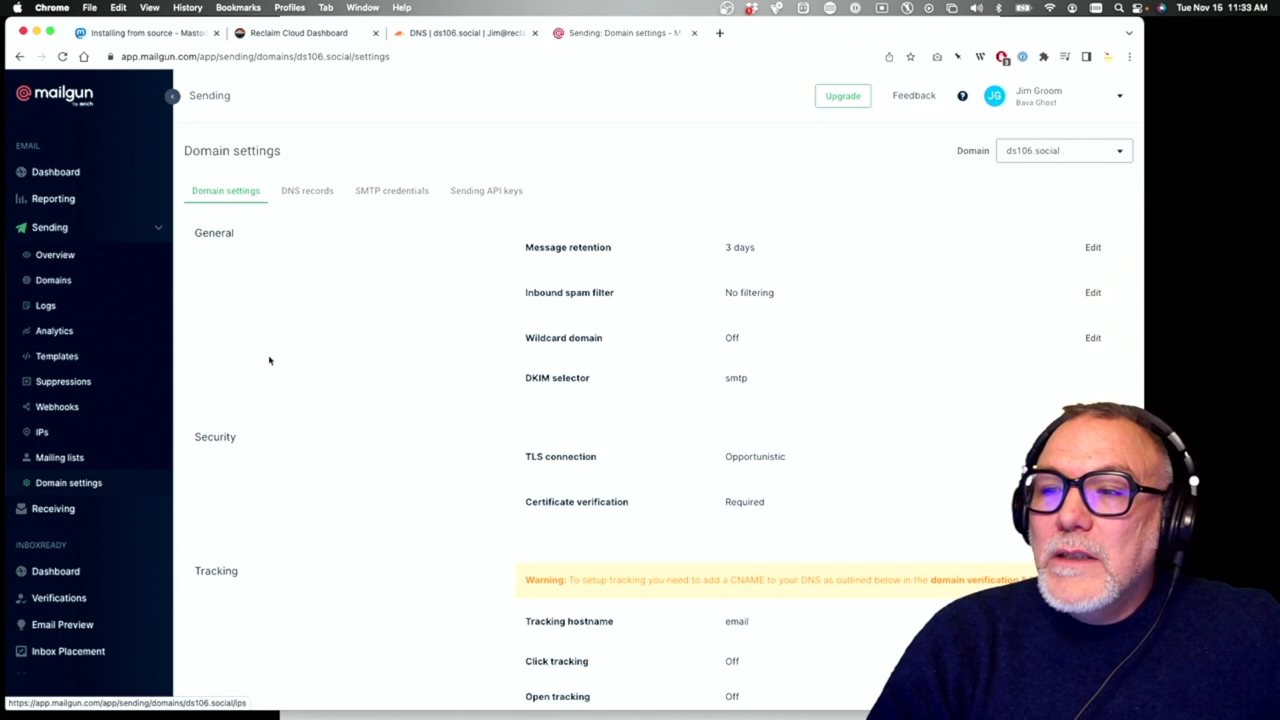 Chrome File Edit View History Bookmarks Profiles Tab Window Help Tue Nov 15 11:33 AM
Installing from source - Masto Reclaim Cloud Dashboard DNS | ds106.social | Jim@recla Sending: Domain settings - M
app.mailgun.com/app/sending/domains/ds106.social/settings
mailgun
by sinch
Sending
Upgrade
Feedback
JG
Jim Groom
Bava Ghost
EMAIL
Dashboard
Reporting
Sending
Overview
Domains
Logs
Analytics
Templates
Suppressions
Webhooks
IPs
Mailing lists
Domain settings
Receiving
INBOXREADY
Dashboard
Verifications
Email Preview
Inbox Placement
Domain settings
Domain ds106.social
Domain settings DNS records SMTP credentials Sending API keys
General
Message retention 3 days Edit
Inbound spam filter No filtering Edit
Wildcard domain Off Edit
DKIM selector smtp
Security
TLS connection Opportunistic
Certificate verification Required
Tracking
Warning: To setup tracking you need to add a CNAME to your DNS as outlined below in the domain verification &
Tracking hostname email
Click tracking Off
Open tracking Off
https://app.mailgun.com/app/sending/domains/ds106.social/ips